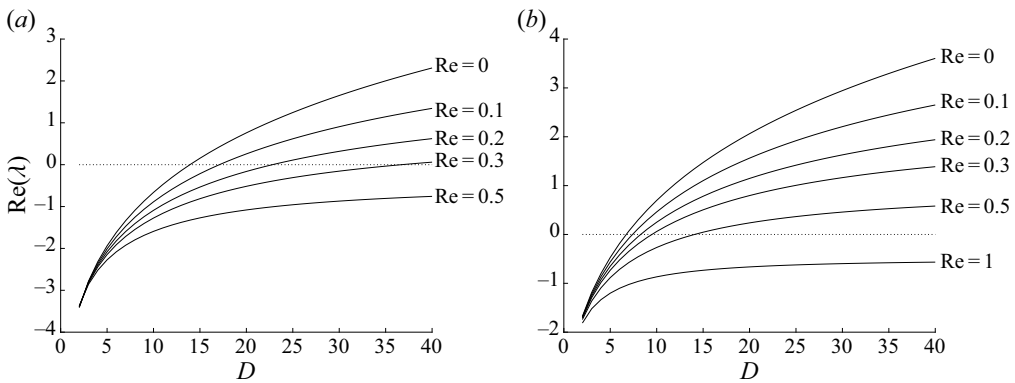 (a)
3
2
1
0
−1
−2
−3
−4
Re(λ)
0 5 10 15 20 25 30 35 40
D
Re = 0
Re = 0.1
Re = 0.2
Re = 0.3
Re = 0.5
(b)
4
3
2
1
0
−1
−2
0 5 10 15 20 25 30 35 40
D
Re = 0
Re = 0.1
Re = 0.2
Re = 0.3
Re = 0.5
Re = 1